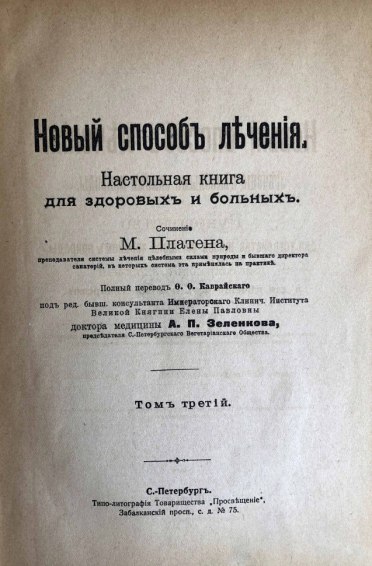 Новый способъ лѣченія.
Настольная книга
для здоровыхъ и больныхъ.
Сочиненіе
М. Платена,
преподавателя системы лѣченія цѣлебными силами природы и бывшаго директора
санаторій, въ которыхъ система эта примѣнялась на практикѣ.
Полный переводъ Ѳ. Ѳ. Каврайскаго
подъ ред. бывш. консультанта Императорскаго Клинич. Института
Великой Княгини Елены Павловны
доктора медицины А. П. Зеленкова,
предсѣдателя С.-Петербургскаго Вегетаріанскаго Общества.
Томъ третій.
С.-Петербургъ.
Типо-литографія Товарищества „Просвѣщеніе“,
Забалканскій просп., с. д. № 75.